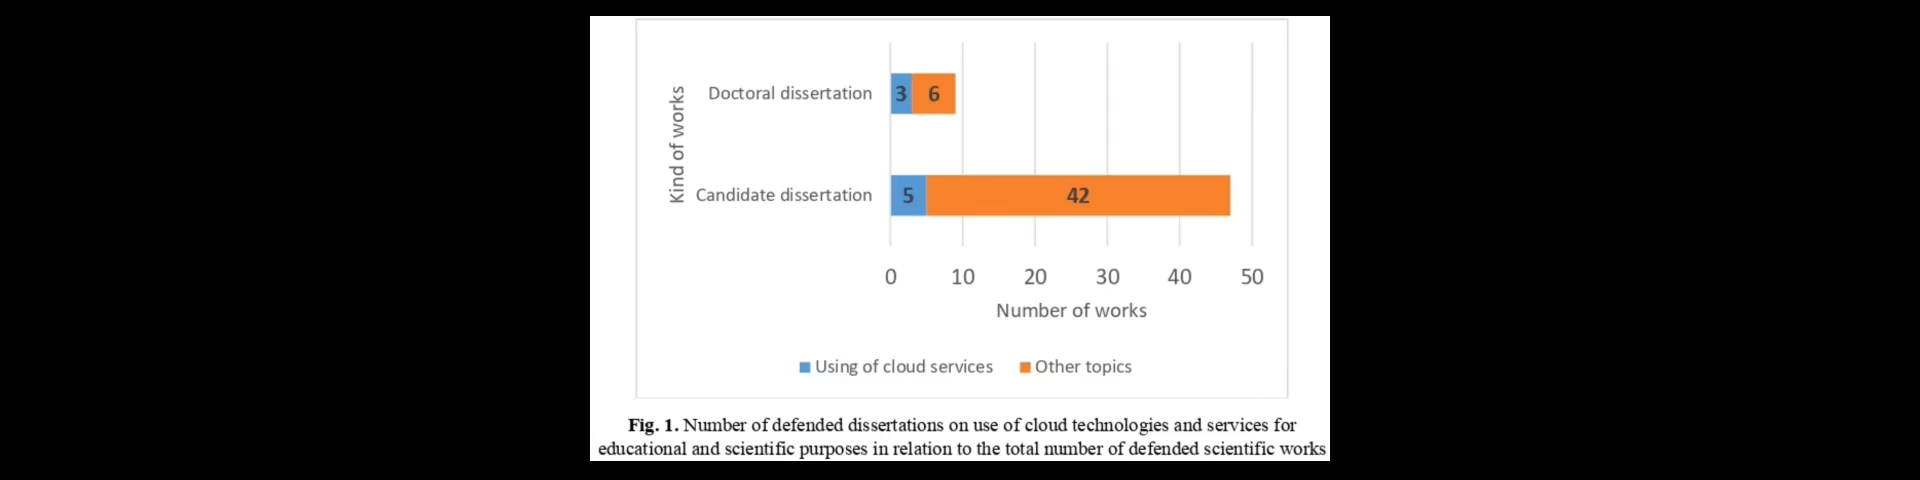 Kind of works
Doctoral dissertation
3 6
Candidate dissertation
5 42
0 10 20 30 40 50
Number of works
Using of cloud services Other topics
Fig. 1. Number of defended dissertations on use of cloud technologies and services for
educational and scientific purposes in relation to the total number of defended scientific works